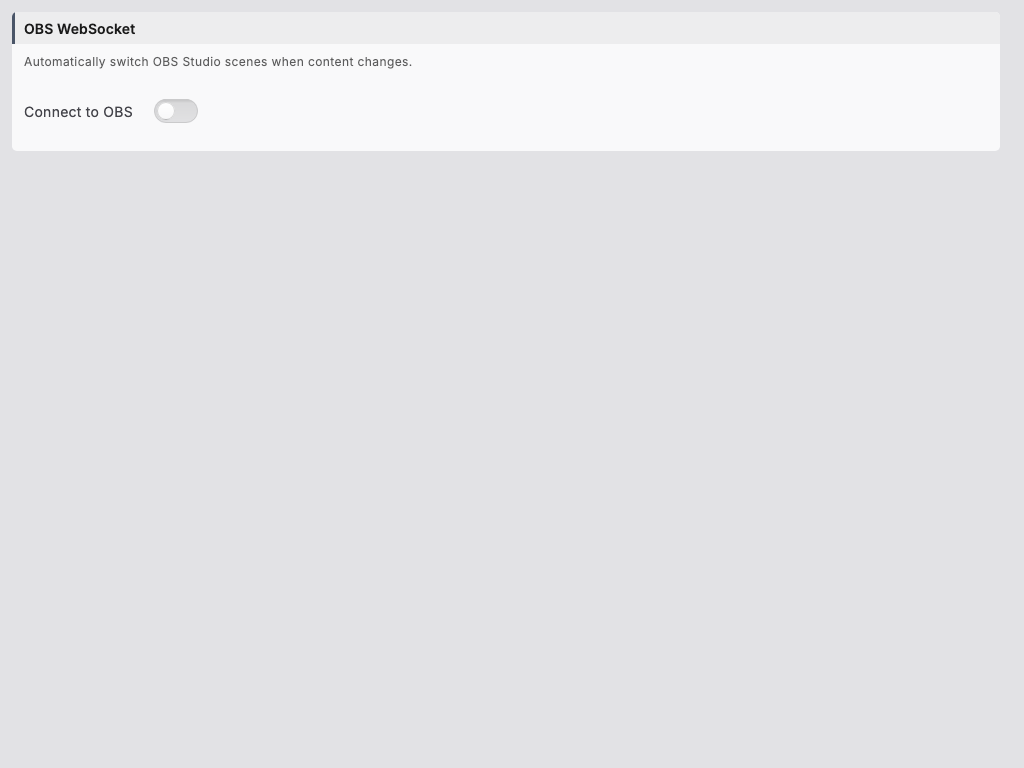 OBS WebSocket
Automatically switch OBS Studio scenes when content changes.
Connect to OBS